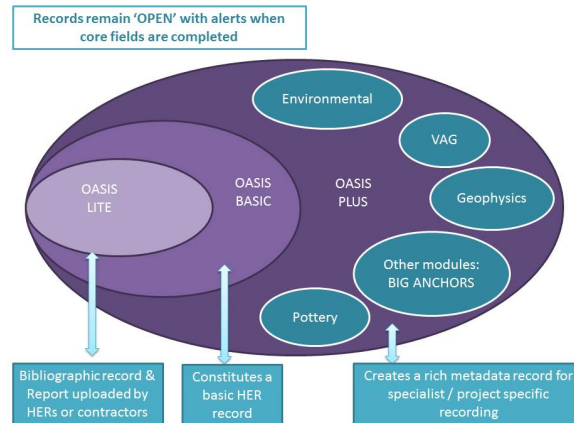 Records remain ‘OPEN’ with alerts when
core fields are completed
Environmental
VAG
OASIS
LITE
OASIS
BASIC
OASIS
PLUS
Geophysics
Other modules:
BIG ANCHORS
Pottery
Bibliographic record &
Report uploaded by
HERs or contractors
Constitutes a
basic HER
record
Creates a rich metadata record for
specialist / project specific
recording